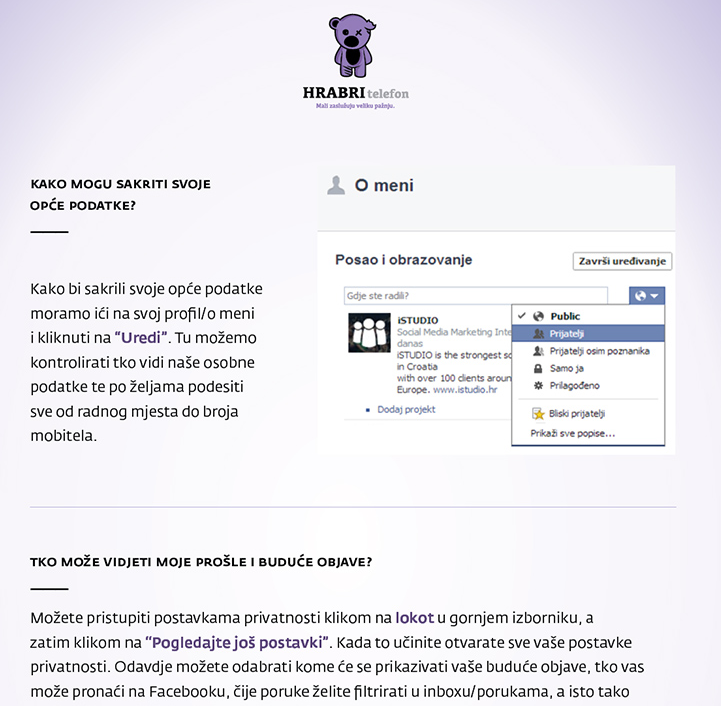 HRABRI telefon
Mali zaslužuju veliku pažnju.
KAKO MOGU SAKRITI SVOJE
OPĆE PODATKE?
Kako bi sakrili svoje opće podatke
moramo ići na svoj profil/o meni
i kliknuti na “Uredi”. Tu možemo
kontrolirati tko vidi naše osobne
podatke te po željama podesiti
sve od radnog mjesta do broja
mobitela.
O meni
Posao i obrazovanje
Završi uređivanje
Gdje ste radili?
iSTUDIO
Social Media Marketing Inte
danas
iSTUDIO is the strongest so
in Croatia
with over 100 clients aroun
Europe. www.istudio.hr
Dodaj projekt
Public
Prijatelji
Prijatelji osim poznanika
Samo ja
Prilagođeno
Bliski prijatelji
Prikaži sve popise...
TKO MOŽE VIDJETI MOJE PROŠLE I BUDUĆE OBJAVE?
Možete pristupiti postavkama privatnosti klikom na lokot u gornjem izborniku, a
zatim klikom na “Pogledajte još postavki”. Kada to učinite otvarate sve vaše postavke
privatnosti. Odavdje možete odabrati kome će se prikazivati vaše buduće objave, tko vas
može pronaći na Facebooku, čije poruke želite filtrirati u inboxu/porukama, a isto tako